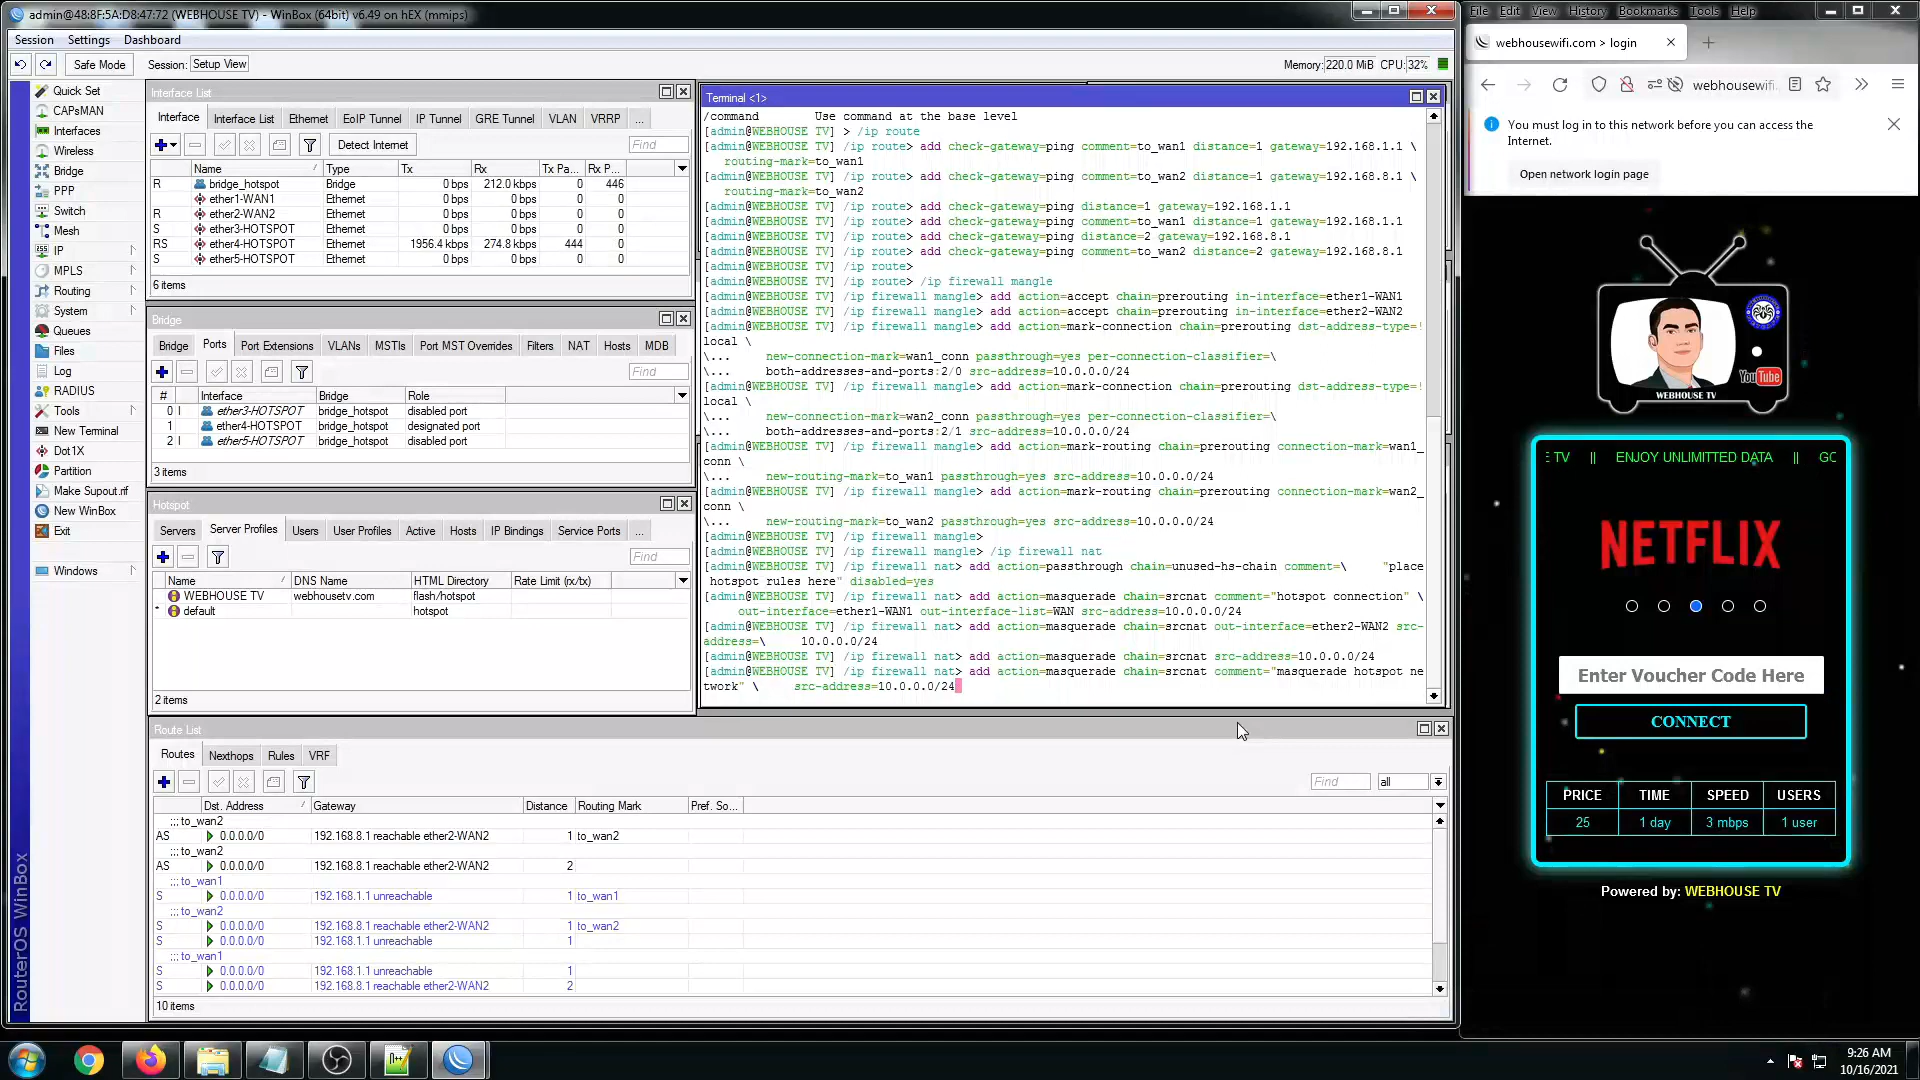 admin@48:8F:5A:D8:47:72 (WEBHOUSE TV) - WinBox (64bit) v6.49 on hEX (mmips)
Session Settings Dashboard
Safe Mode Session: Setup View Memory: 220.0 MiB CPU: 32%
Quick Set
CAPsMAN
Interfaces
Wireless
Bridge
PPP
Switch
Mesh
IP
MPLS
Routing
System
Queues
Files
Log
RADIUS
Tools
New Terminal
Dot1X
Partition
Make Supout.rif
New WinBox
Exit
Windows
RouterOS WinBox
Interface List
Interface Interface List Ethernet EoIP Tunnel IP Tunnel GRE Tunnel VLAN VRRP ...
Detect Internet Find
Name Type Tx Rx Tx Pa... Rx P...
R bridge_hotspot Bridge 0 bps 212.0 kbps 0 446
ether1-WAN1 Ethernet 0 bps 0 bps 0 0
R ether2-WAN2 Ethernet 0 bps 0 bps 0 0
S ether3-HOTSPOT Ethernet 0 bps 0 bps 0 0
RS ether4-HOTSPOT Ethernet 1956.4 kbps 274.8 kbps 444 0
S ether5-HOTSPOT Ethernet 0 bps 0 bps 0 0
6 items
Bridge
Bridge Ports Port Extensions VLANs MSTIs Port MST Overrides Filters NAT Hosts MDB
Find
# Interface Bridge Role
0 I ether3-HOTSPOT bridge_hotspot disabled port
1 ether4-HOTSPOT bridge_hotspot designated port
2 I ether5-HOTSPOT bridge_hotspot disabled port
3 items
Hotspot
Servers Server Profiles Users User Profiles Active Hosts IP Bindings Service Ports ...
Find
Name DNS Name HTML Directory Rate Limit (rx/tx)
WEBHOUSE TV webhousetv.com flash/hotspot
* default hotspot
2 items
Terminal <1>
/command Use command at the base level
[admin@WEBHOUSE TV] > /ip route
[admin@WEBHOUSE TV] /ip route> add check-gateway=ping comment=to_wan1 distance=1 gateway=192.168.1.1 \
routing-mark=to_wan1
[admin@WEBHOUSE TV] /ip route> add check-gateway=ping comment=to_wan2 distance=1 gateway=192.168.8.1 \
routing-mark=to_wan2
[admin@WEBHOUSE TV] /ip route> add check-gateway=ping distance=1 gateway=192.168.1.1
[admin@WEBHOUSE TV] /ip route> add check-gateway=ping comment=to_wan1 distance=1 gateway=192.168.1.1
[admin@WEBHOUSE TV] /ip route> add check-gateway=ping distance=2 gateway=192.168.8.1
[admin@WEBHOUSE TV] /ip route> add check-gateway=ping comment=to_wan2 distance=2 gateway=192.168.8.1
[admin@WEBHOUSE TV] /ip route>
[admin@WEBHOUSE TV] /ip route> /ip firewall mangle
[admin@WEBHOUSE TV] /ip firewall mangle> add action=accept chain=prerouting in-interface=ether1-WAN1
[admin@WEBHOUSE TV] /ip firewall mangle> add action=accept chain=prerouting in-interface=ether2-WAN2
[admin@WEBHOUSE TV] /ip firewall mangle> add action=mark-connection chain=prerouting dst-address-type=!
local \
\... new-connection-mark=wan1_conn passthrough=yes per-connection-classifier=\
\... both-addresses-and-ports:2/0 src-address=10.0.0.0/24
[admin@WEBHOUSE TV] /ip firewall mangle> add action=mark-connection chain=prerouting dst-address-type=!
local \
\... new-connection-mark=wan2_conn passthrough=yes per-connection-classifier=\
\... both-addresses-and-ports:2/1 src-address=10.0.0.0/24
[admin@WEBHOUSE TV] /ip firewall mangle> add action=mark-routing chain=prerouting connection-mark=wan1_
conn \
\... new-routing-mark=to_wan1 passthrough=yes src-address=10.0.0.0/24
[admin@WEBHOUSE TV] /ip firewall mangle> add action=mark-routing chain=prerouting connection-mark=wan2_
conn \
\... new-routing-mark=to_wan2 passthrough=yes src-address=10.0.0.0/24
[admin@WEBHOUSE TV] /ip firewall mangle>
[admin@WEBHOUSE TV] /ip firewall mangle> /ip firewall nat
[admin@WEBHOUSE TV] /ip firewall nat> add action=passthrough chain=unused-hs-chain comment=\ "place
hotspot rules here" disabled=yes
[admin@WEBHOUSE TV] /ip firewall nat> add action=masquerade chain=srcnat comment="hotspot connection" \
out-interface=ether1-WAN1 out-interface-list=WAN src-address=10.0.0.0/24
[admin@WEBHOUSE TV] /ip firewall nat> add action=masquerade chain=srcnat out-interface=ether2-WAN2 src-
address=\ 10.0.0.0/24
[admin@WEBHOUSE TV] /ip firewall nat> add action=masquerade chain=srcnat src-address=10.0.0.0/24
[admin@WEBHOUSE TV] /ip firewall nat> add action=masquerade chain=srcnat comment="masquerade hotspot ne
twork" \ src-address=10.0.0.0/24
Route List
Routes Nexthops Rules VRF
Find all
Dst. Address Gateway Distance Routing Mark Pref. So...
;;; to_wan2
AS 0.0.0.0/0 192.168.8.1 reachable ether2-WAN2 1 to_wan2
;;; to_wan2
AS 0.0.0.0/0 192.168.8.1 reachable ether2-WAN2 2
;;; to_wan1
S 0.0.0.0/0 192.168.1.1 unreachable 1 to_wan1
;;; to_wan2
S 0.0.0.0/0 192.168.8.1 reachable ether2-WAN2 1 to_wan2
S 0.0.0.0/0 192.168.1.1 unreachable 1
;;; to_wan1
S 0.0.0.0/0 192.168.1.1 unreachable 1
S 0.0.0.0/0 192.168.8.1 reachable ether2-WAN2 2
10 items
File Edit View History Bookmarks Tools Help
webhousewifi.com > login
webhousewifi.
You must log in to this network before you can access the
Internet.
Open network login page
YouTube
WEBHOUSE TV
E TV || ENJOY UNLIMITTED DATA || GO
NETFLIX
Enter Voucher Code Here
CONNECT
PRICE TIME SPEED USERS
25 1 day 3 mbps 1 user
Powered by: WEBHOUSE TV
9:26 AM
10/16/2021